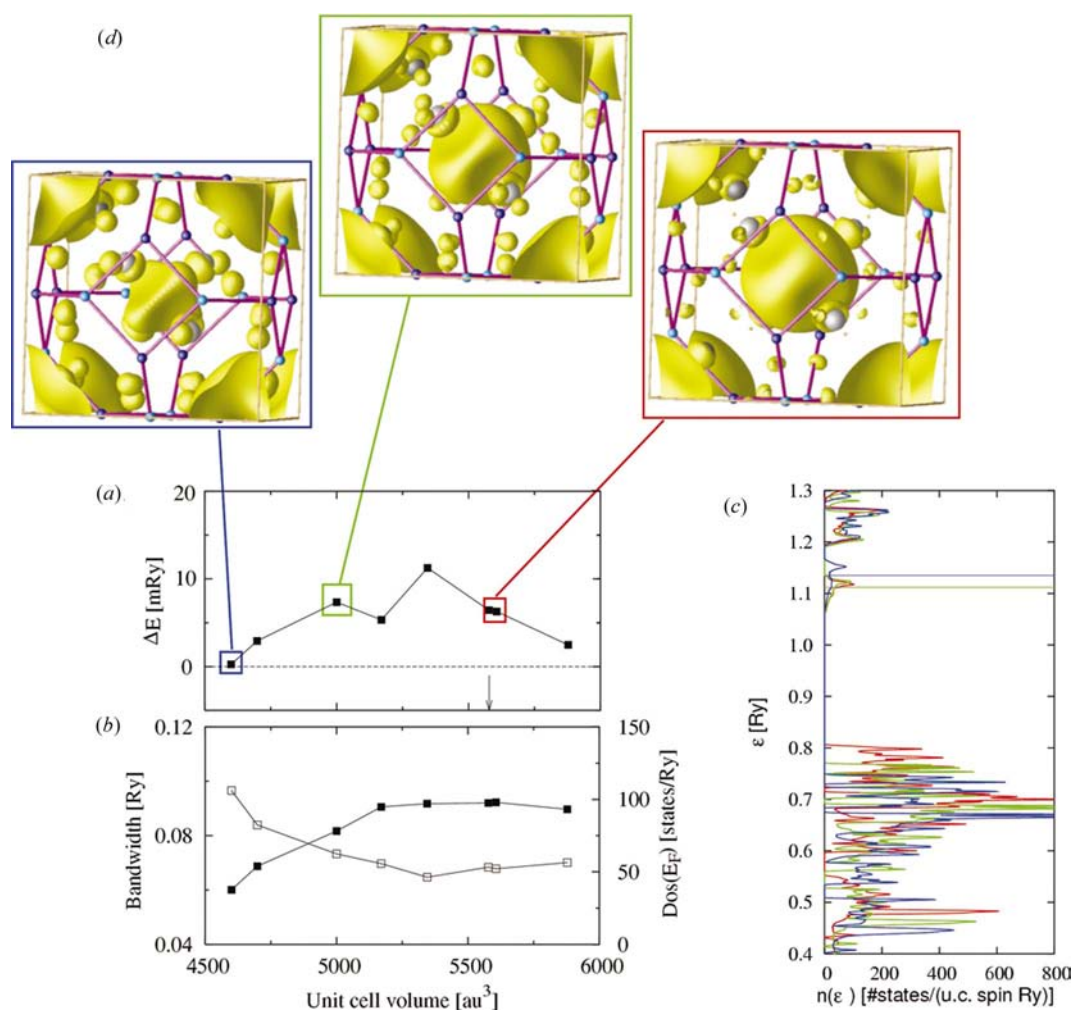 (d)
(a)
20
10
0
ΔE [mRy]
(b)
0.12
0.08
0.04
Bandwidth [Ry]
150
100
50
0
Dos(E_F) [states/Ry]
4500 5000 5500 6000
Unit cell volume [au³]
(c)
1.3
1.2
1.1
1.0
0.9
0.8
0.7
0.6
0.5
0.4
ε [Ry]
0 200 400 600 800
n(ε ) [#states/(u.c. spin Ry)]